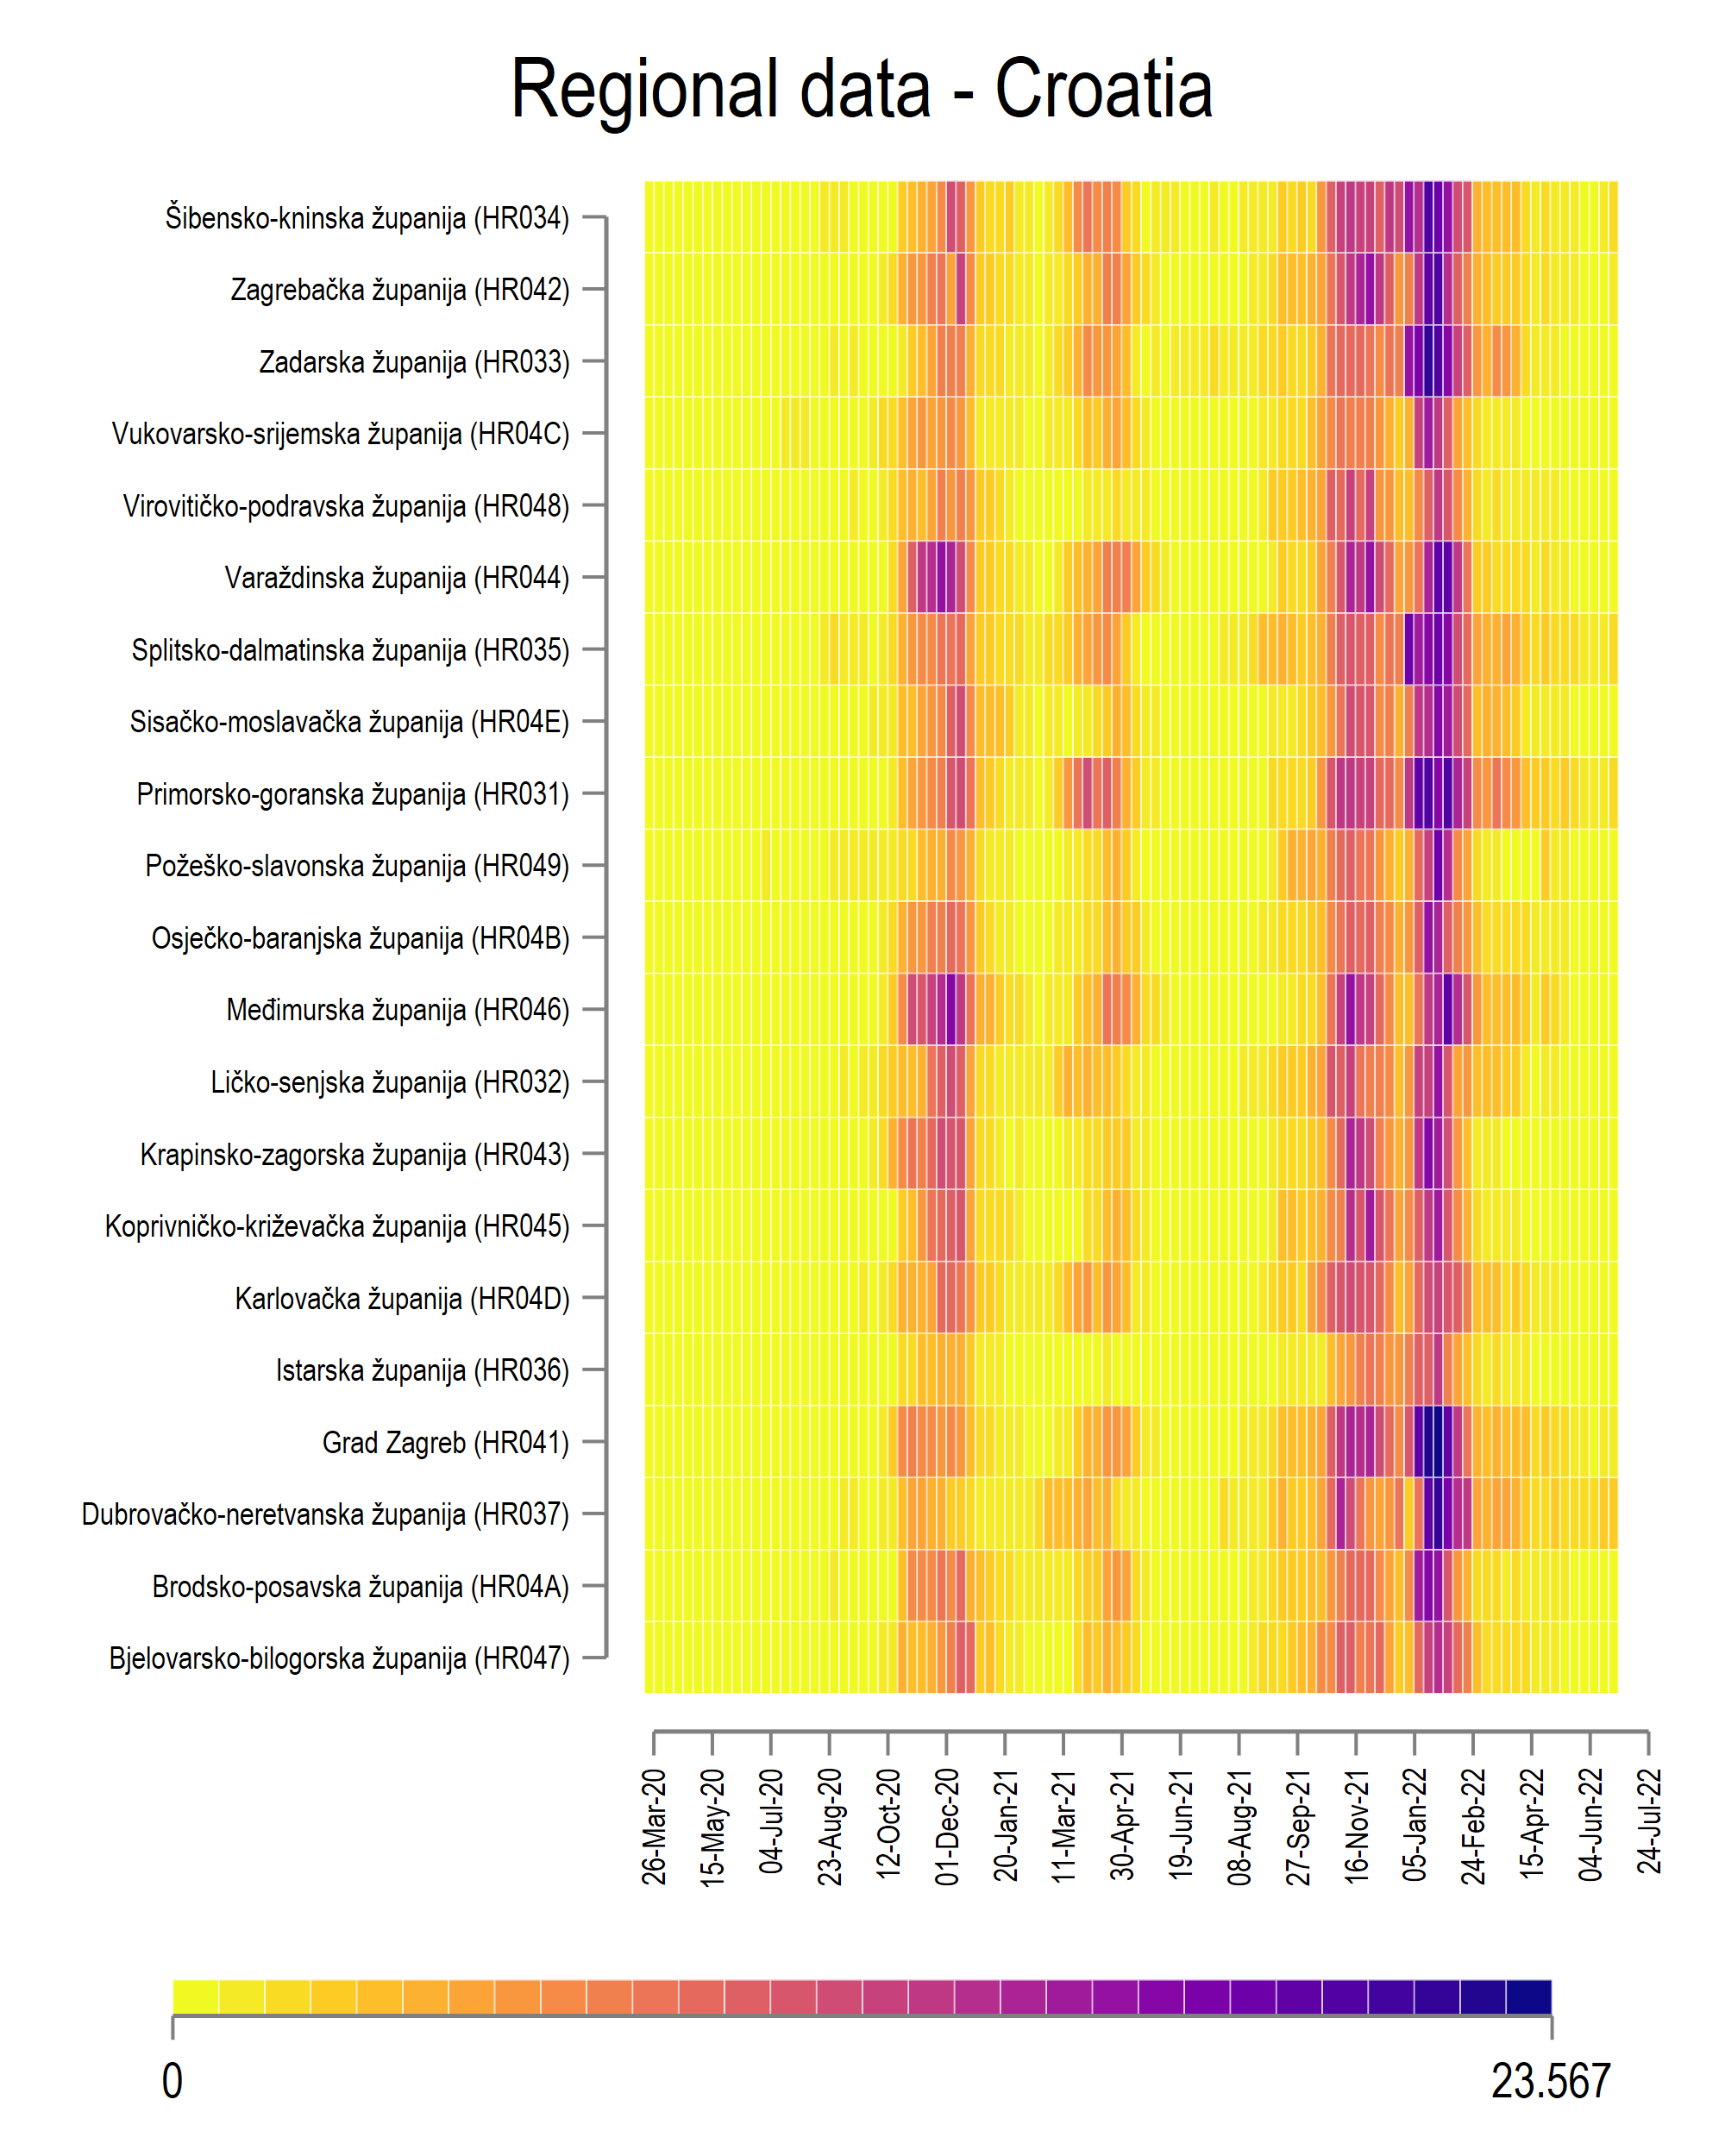 Regional data - Croatia
Šibensko-kninska županija (HR034)
Zagrebačka županija (HR042)
Zadarska županija (HR033)
Vukovarsko-srijemska županija (HR04C)
Virovitičko-podravska županija (HR048)
Varaždinska županija (HR044)
Splitsko-dalmatinska županija (HR035)
Sisačko-moslavačka županija (HR04E)
Primorsko-goranska županija (HR031)
Požeško-slavonska županija (HR049)
Osječko-baranjska županija (HR04B)
Međimurska županija (HR046)
Ličko-senjska županija (HR032)
Krapinsko-zagorska županija (HR043)
Koprivničko-križevačka županija (HR045)
Karlovačka županija (HR04D)
Istarska županija (HR036)
Grad Zagreb (HR041)
Dubrovačko-neretvanska županija (HR037)
Brodsko-posavska županija (HR04A)
Bjelovarsko-bilogorska županija (HR047)
26-Mar-20
15-May-20
04-Jul-20
23-Aug-20
12-Oct-20
01-Dec-20
20-Jan-21
11-Mar-21
30-Apr-21
19-Jun-21
08-Aug-21
27-Sep-21
16-Nov-21
05-Jan-22
24-Feb-22
15-Apr-22
04-Jun-22
24-Jul-22
0
23.567